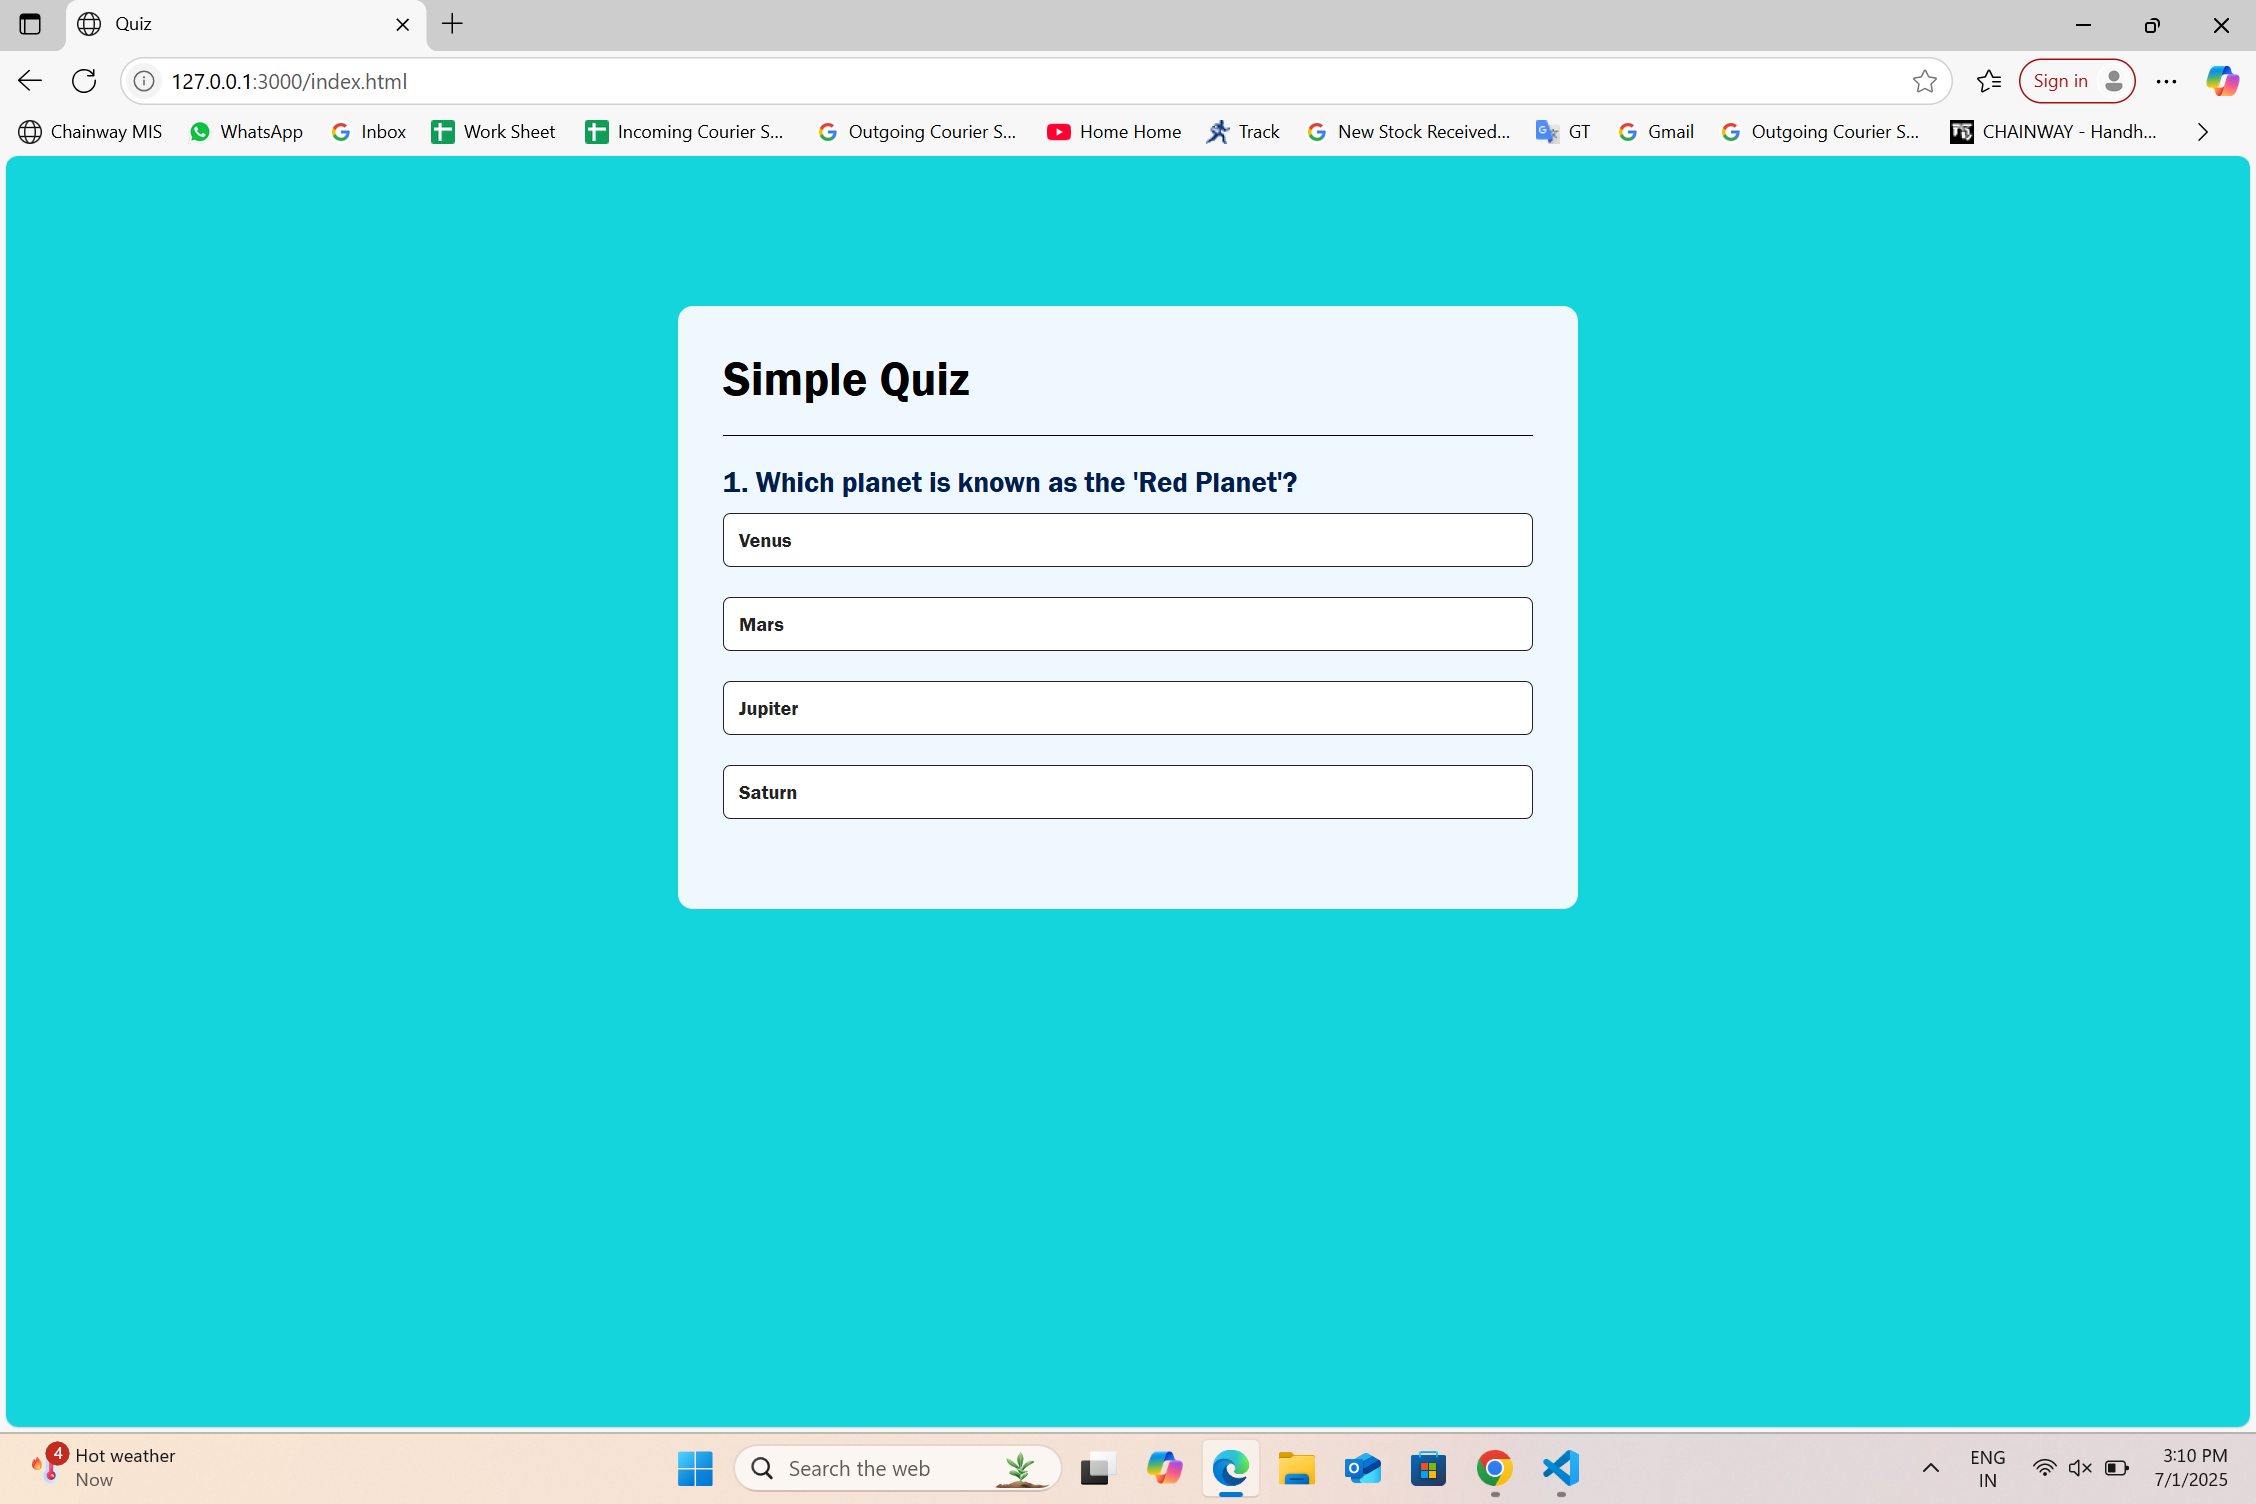 Quiz
127.0.0.1:3000/index.html
Sign in
Chainway MIS WhatsApp Inbox Work Sheet Incoming Courier S... Outgoing Courier S... Home Home Track New Stock Received... GT Gmail Outgoing Courier S... CHAINWAY - Handh...
Simple Quiz
1. Which planet is known as the 'Red Planet'?
Venus
Mars
Jupiter
Saturn
4
Hot weather
Now
Search the web
ENG
IN
3:10 PM
7/1/2025